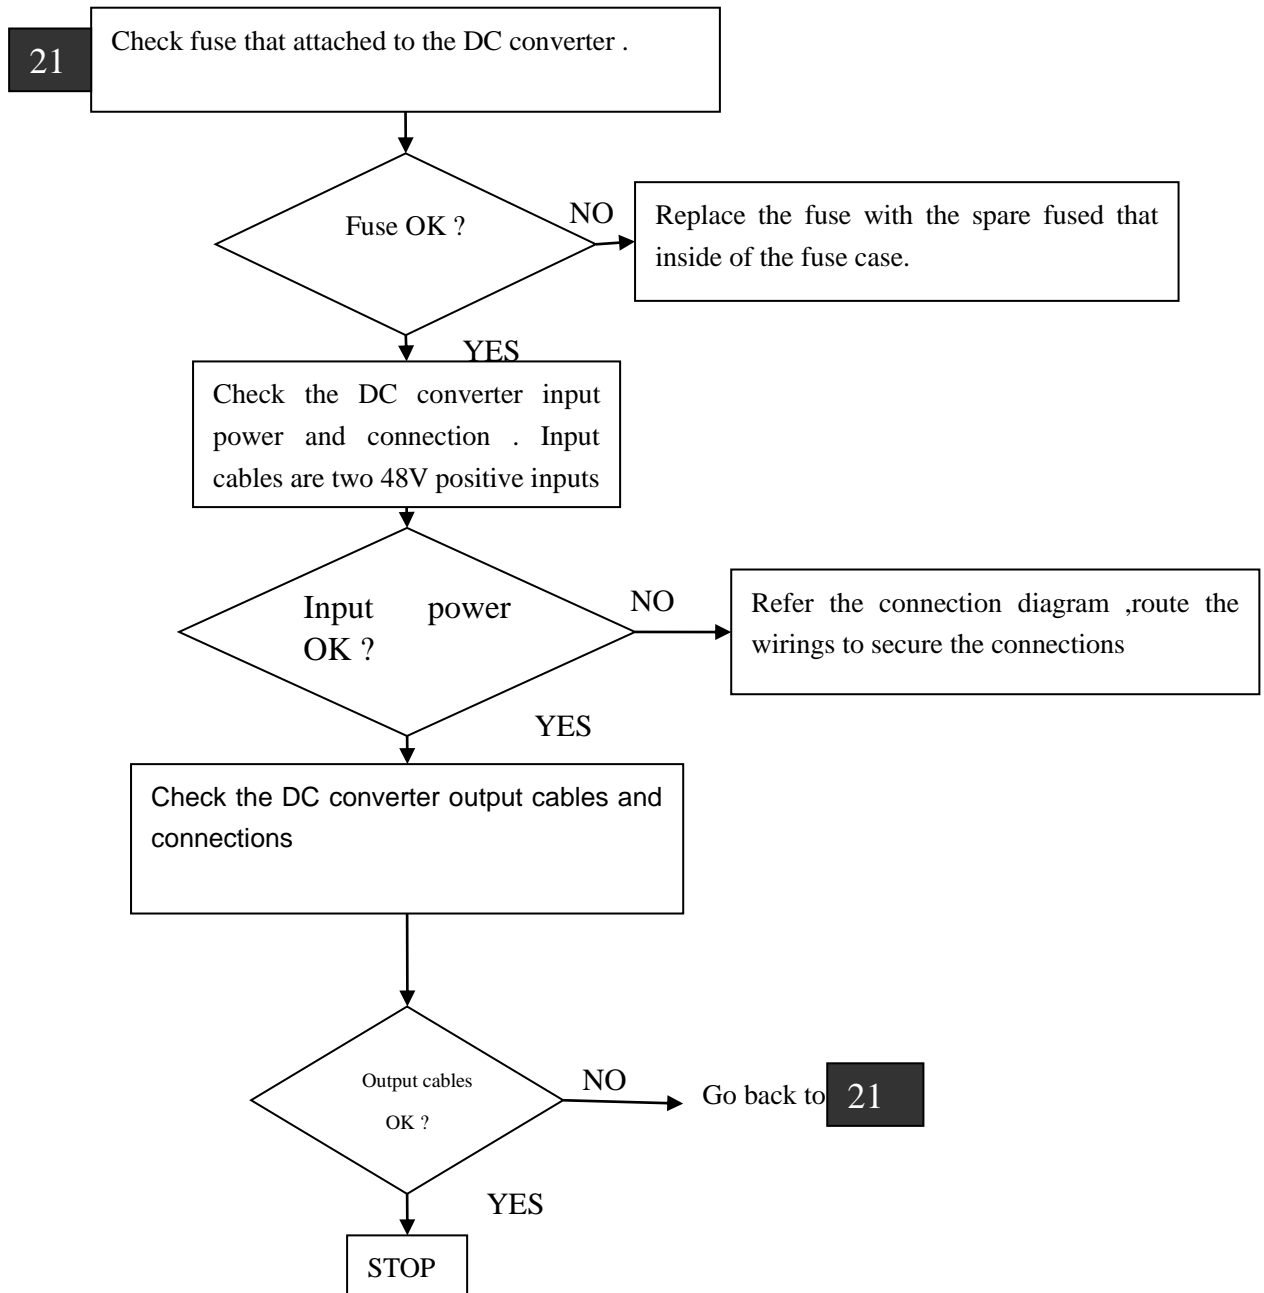 21
Check fuse that attached to the DC converter .
Fuse OK ?
NO
Replace the fuse with the spare fused that
inside of the fuse case.
YES
Check the DC converter input
power and connection . Input
cables are two 48V positive inputs
Input power
OK ?
NO
Refer the connection diagram ,route the
wirings to secure the connections
YES
Check the DC converter output cables and
connections
Output cables
OK ?
NO
Go back to 21
YES
STOP